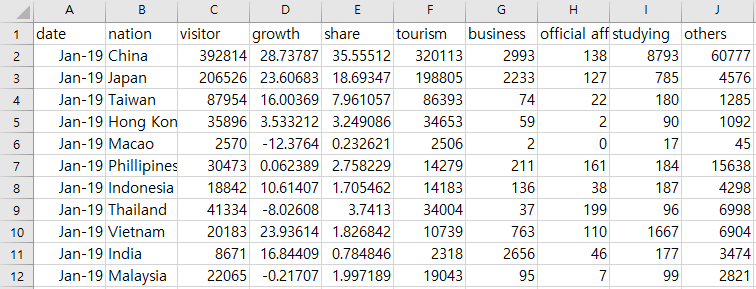 A B C D E F G H I J
1 date nation visitor growth share tourism business official aff studying others
2 Jan-19 China 392814 28.73787 35.55512 320113 2993 138 8793 60777
3 Jan-19 Japan 206526 23.60683 18.69347 198805 2233 127 785 4576
4 Jan-19 Taiwan 87954 16.00369 7.961057 86393 74 22 180 1285
5 Jan-19 Hong Kon 35896 3.533212 3.249086 34653 59 2 90 1092
6 Jan-19 Macao 2570 -12.3764 0.232621 2506 2 0 17 45
7 Jan-19 Phillipines 30473 0.062389 2.758229 14279 211 161 184 15638
8 Jan-19 Indonesia 18842 10.61407 1.705462 14183 136 38 187 4298
9 Jan-19 Thailand 41334 -8.02608 3.7413 34004 37 199 96 6998
10 Jan-19 Vietnam 20183 23.93614 1.826842 10739 763 110 1667 6904
11 Jan-19 India 8671 16.84409 0.784846 2318 2656 46 177 3474
12 Jan-19 Malaysia 22065 -0.21707 1.997189 19043 95 7 99 2821